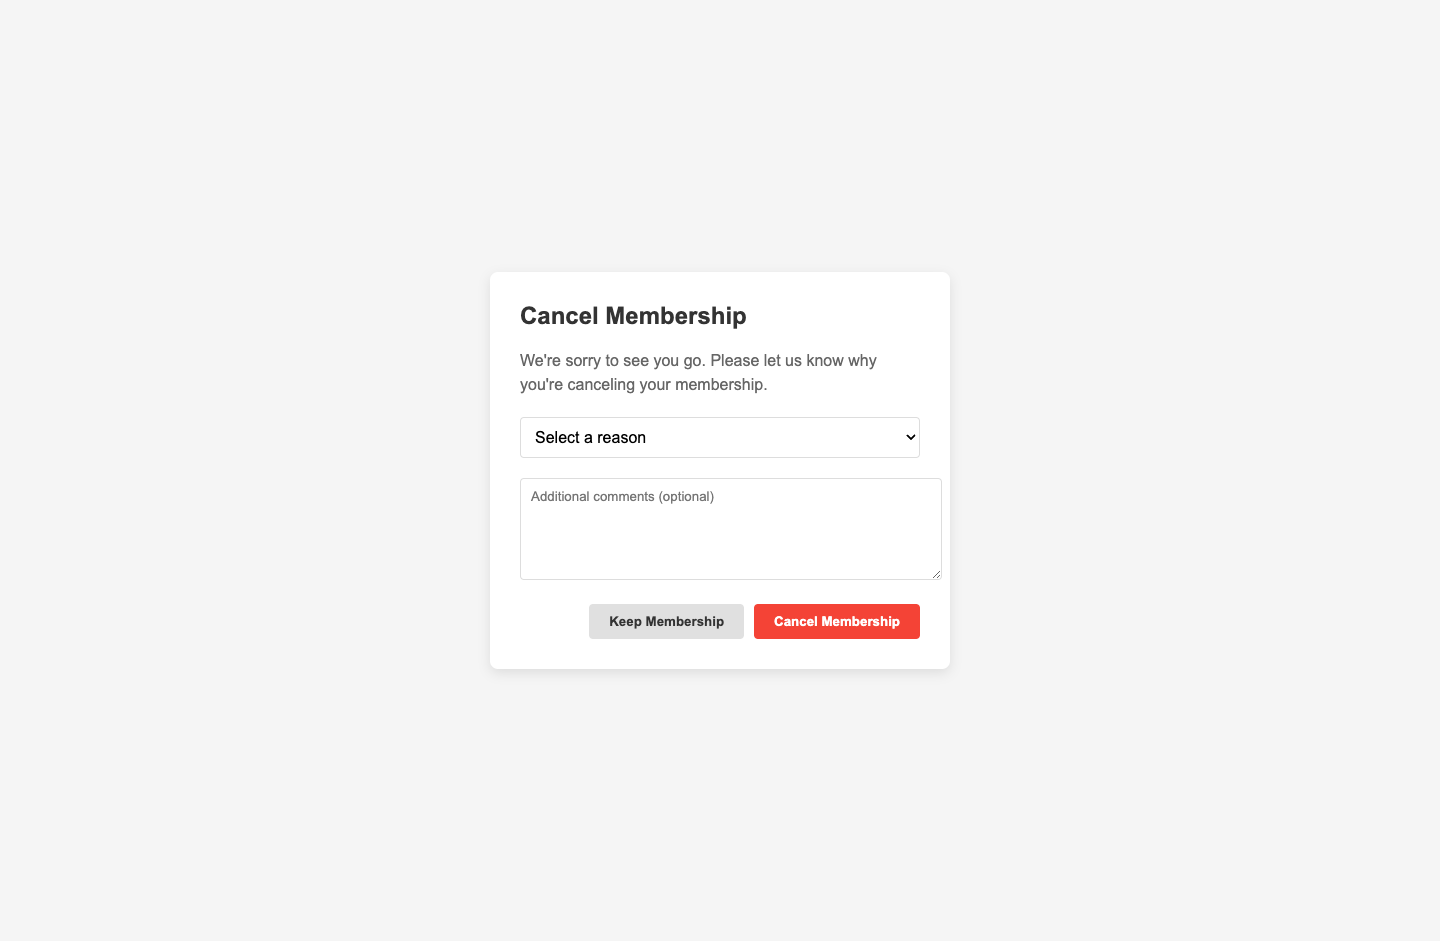 Cancel Membership
We're sorry to see you go. Please let us know why
you're canceling your membership.
Select a reason
Additional comments (optional)
Keep Membership Cancel Membership